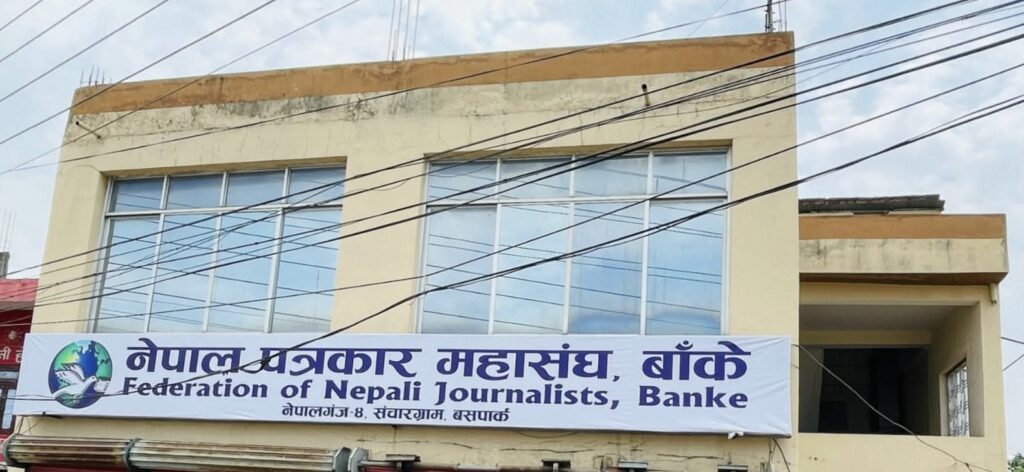 नेपाल पत्रकार महासंघ, बाँके
Federation of Nepali Journalists, Banke
नेपालगंज-४, संचारग्राम, बसपार्क